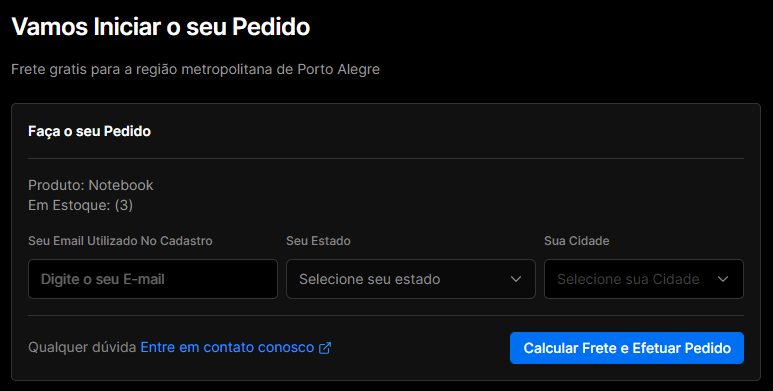 Vamos Iniciar o seu Pedido
Frete gratis para a região metropolitana de Porto Alegre
Faça o seu Pedido
Produto: Notebook
Em Estoque: (3)
Seu Email Utilizado No Cadastro
Seu Estado
Sua Cidade
Digite o seu E-mail
Selecione seu estado
Selecione sua Cidade
Qualquer dúvida Entre em contato conosco
Calcular Frete e Efetuar Pedido